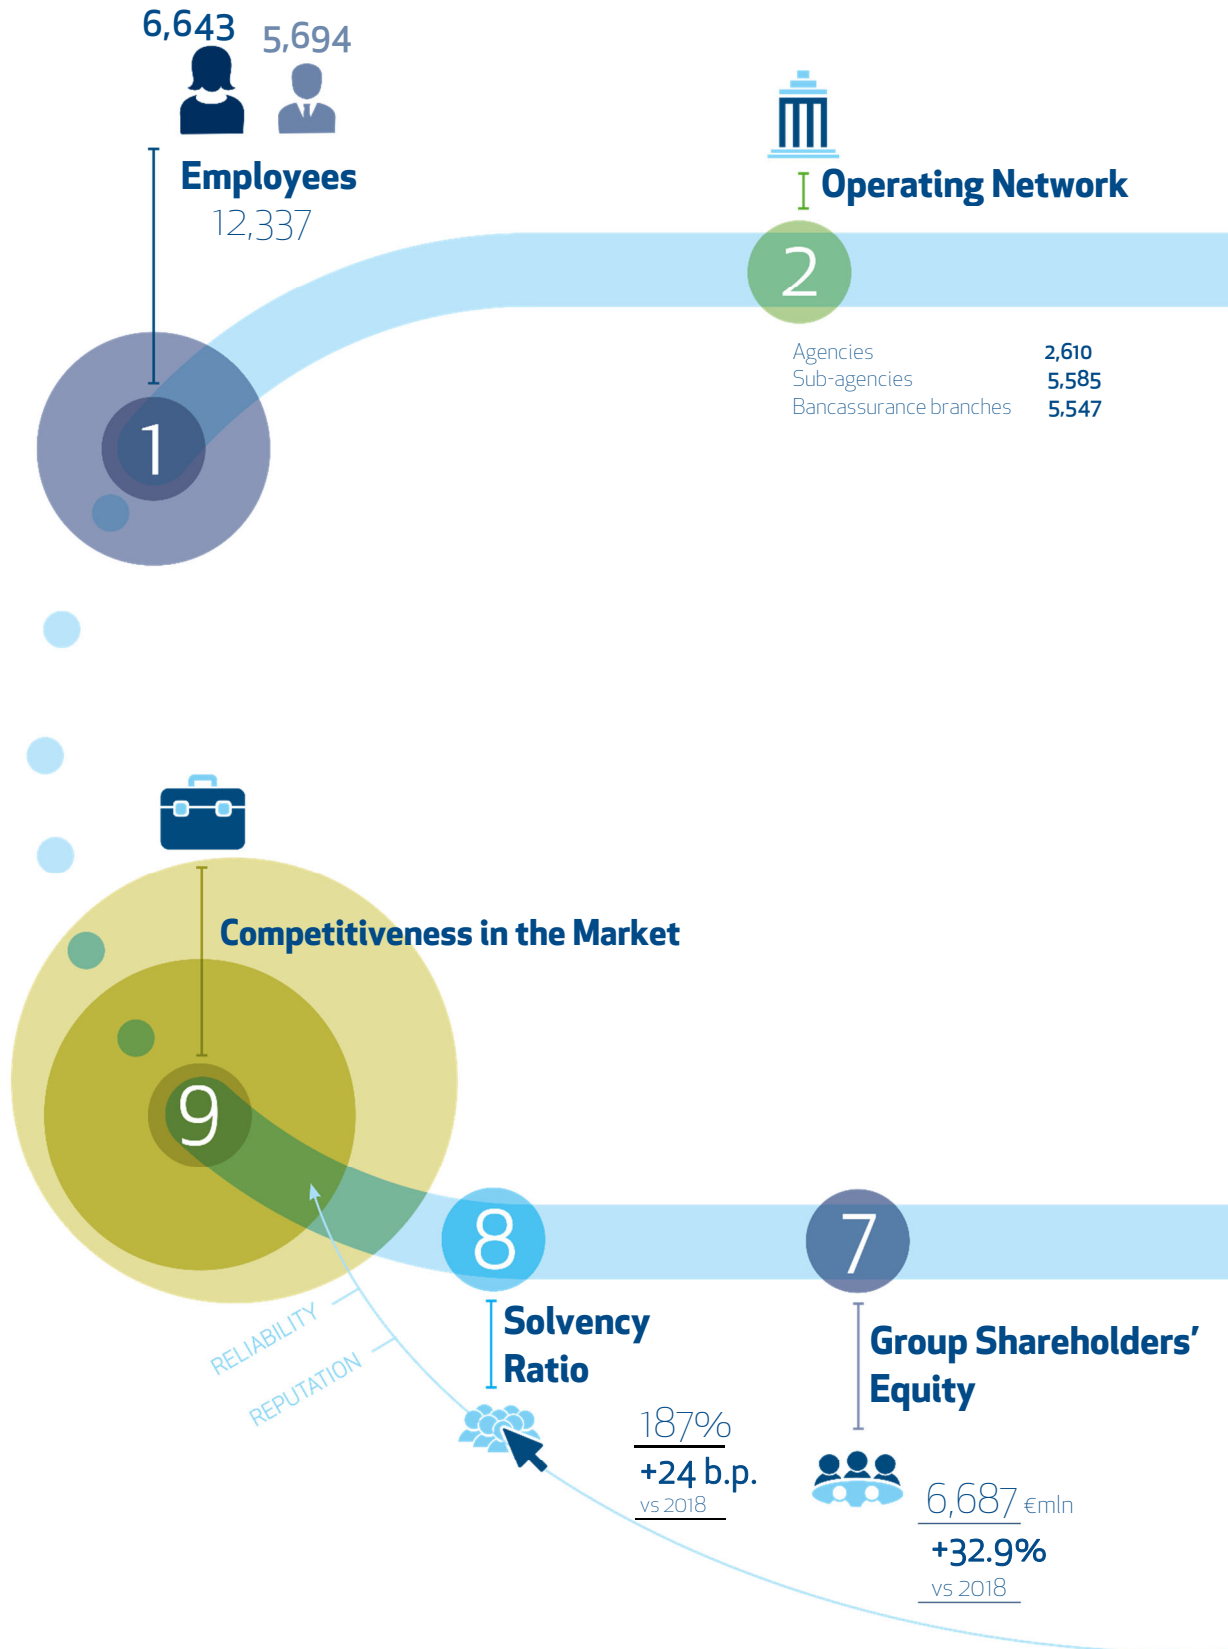 6,643
5,694
Employees
12,337
Operating Network
2
Agencies 2,610
Sub-agencies 5,585
Bancassurance branches 5,547
1
Competitiveness in the Market
9
8
7
RELIABILITY
REPUTATION
Solvency
Ratio
187%
+24 b.p.
vs 2018
Group Shareholders’
Equity
6,687 €mln
+32.9%
vs 2018